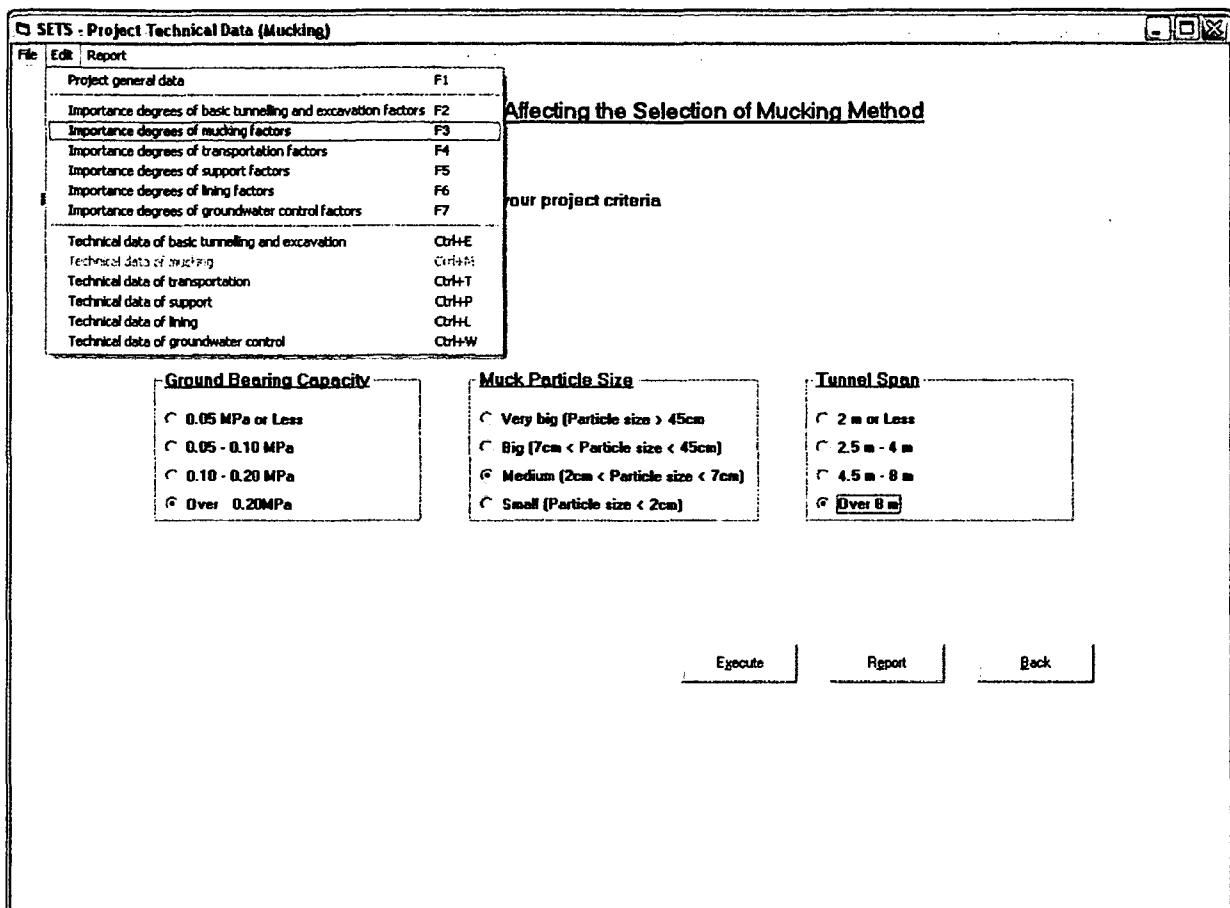 SETS - Project Technical Data (Mucking)
File Edit Report
Project general data F1
Importance degrees of basic tunnelling and excavation factors F2
Importance degrees of mucking factors F3
Importance degrees of transportation factors F4
Importance degrees of support factors F5
Importance degrees of lining factors F6
Importance degrees of groundwater control factors F7
Technical data of basic tunnelling and excavation Ctrl+E
Technical data of mucking Ctrl+M
Technical data of transportation Ctrl+T
Technical data of support Ctrl+P
Technical data of lining Ctrl+L
Technical data of groundwater control Ctrl+W
Affecting the Selection of Mucking Method
your project criteria
Ground Bearing Capacity
0.05 MPa or Less
0.05 - 0.10 MPa
0.10 - 0.20 MPa
Over 0.20MPa
Muck Particle Size
Very big (Particle size > 45cm
Big (7cm < Particle size < 45cm)
Medium (2cm < Particle size < 7cm)
Small (Particle size < 2cm)
Tunnel Span
2 m or Less
2.5 m - 4 m
4.5 m - 8 m
Over 8 m
Execute Report Back